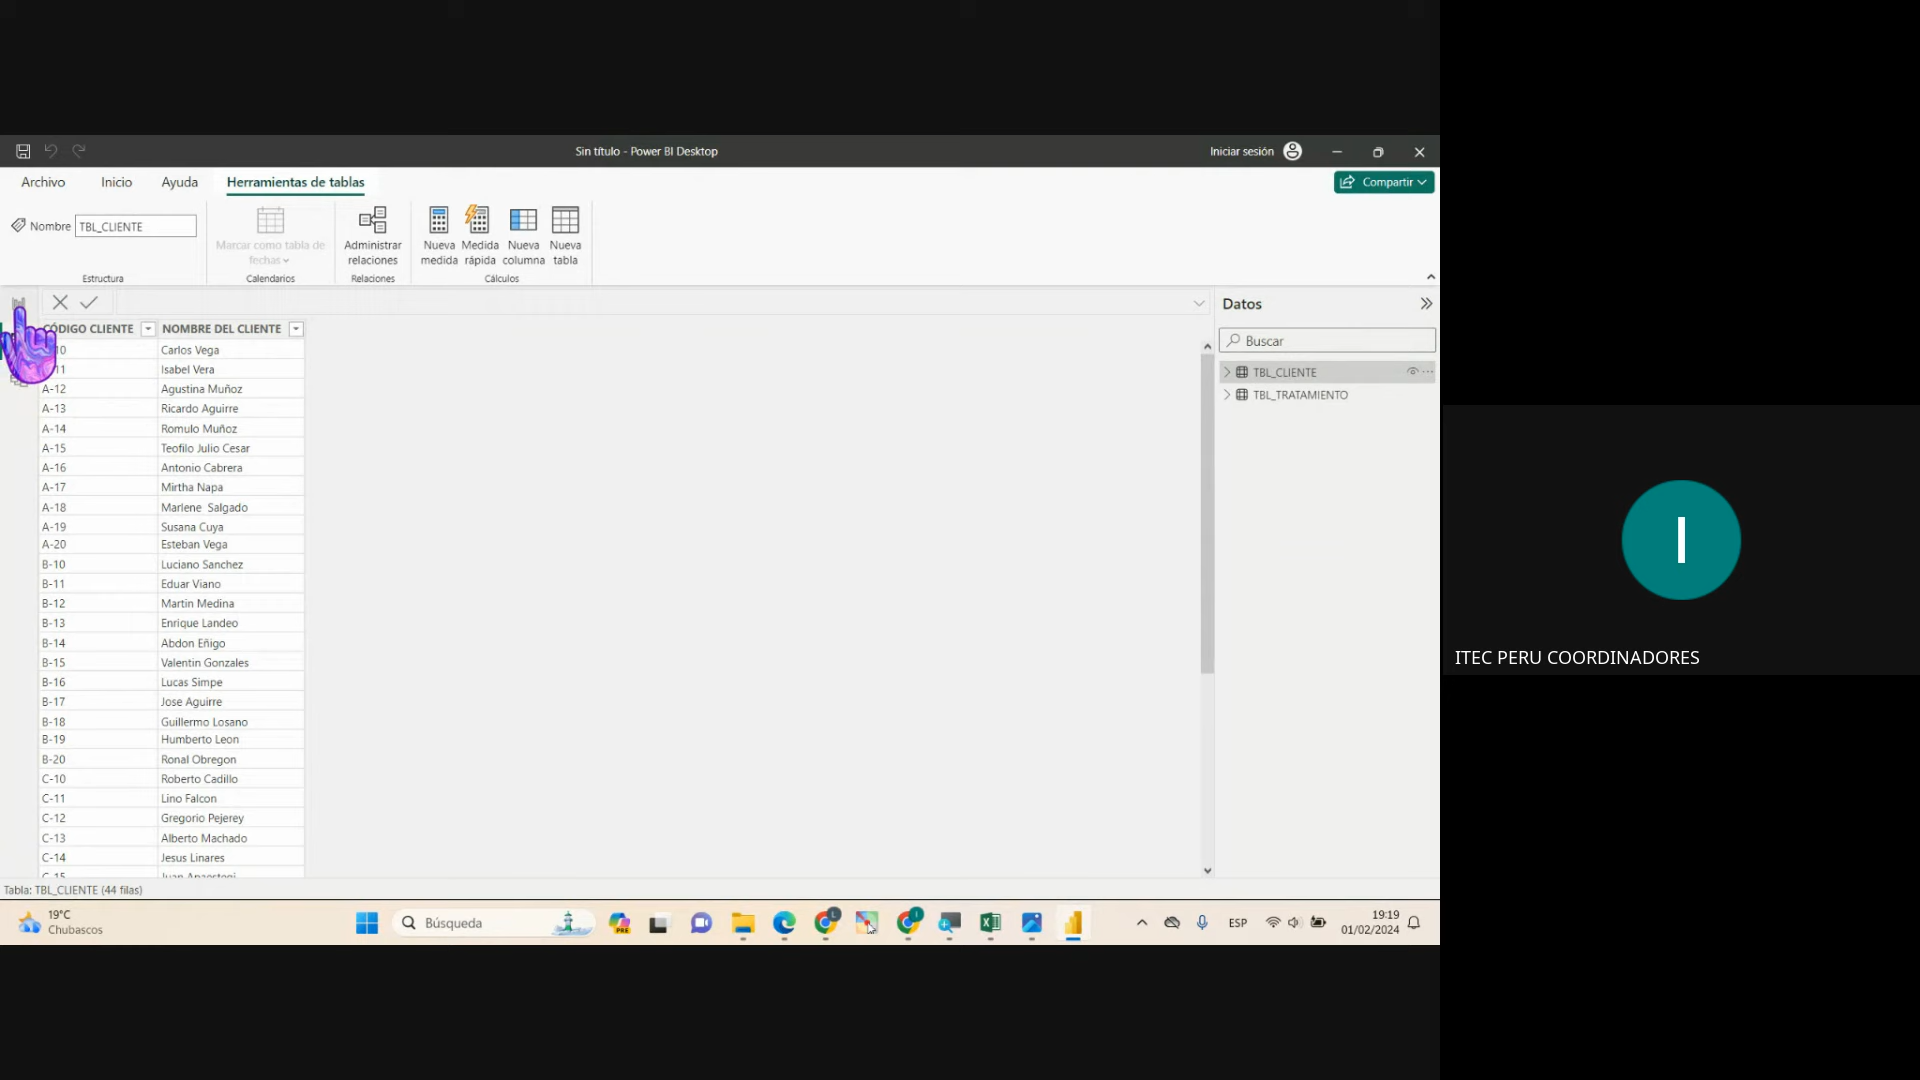 Sin título - Power BI Desktop
Iniciar sesión
Archivo
Inicio
Ayuda
Herramientas de tablas
Compartir
Nombre TBL_CLIENTE
Marcar como tabla de
fechas
Administrar
relaciones
Nueva
medida
Medida
rápida
Nueva
columna
Nueva
tabla
Estructura
Calendarios
Relaciones
Cálculos
CÓDIGO CLIENTE NOMBRE DEL CLIENTE
10 Carlos Vega
11 Isabel Vera
A-12 Agustina Muñoz
A-13 Ricardo Aguirre
A-14 Romulo Muñoz
A-15 Teofilo Julio Cesar
A-16 Antonio Cabrera
A-17 Mirtha Napa
A-18 Marlene Salgado
A-19 Susana Cuya
A-20 Esteban Vega
B-10 Luciano Sanchez
B-11 Eduar Viano
B-12 Martin Medina
B-13 Enrique Landeo
B-14 Abdon Eñigo
B-15 Valentin Gonzales
B-16 Lucas Simpe
B-17 Jose Aguirre
B-18 Guillermo Losano
B-19 Humberto Leon
B-20 Ronal Obregon
C-10 Roberto Cadillo
C-11 Lino Falcon
C-12 Gregorio Pejerey
C-13 Alberto Machado
C-14 Jesus Linares
C-15 Juan
Tabla: TBL_CLIENTE (44 filas)
Datos
Buscar
TBL_CLIENTE
TBL_TRATAMIENTO
19°C
Chubascos
Búsqueda
PRE
L
I
ESP
19:19
01/02/2024
I
ITEC PERU COORDINADORES